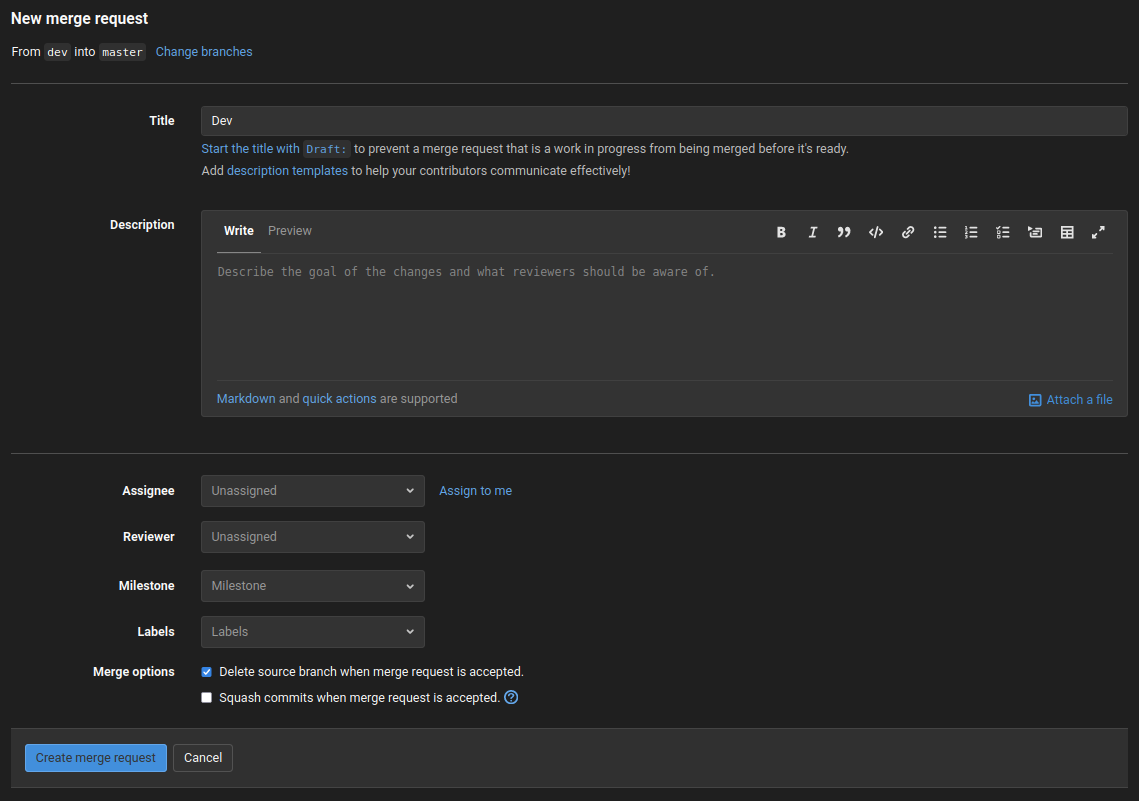 New merge request
From dev into master Change branches
Title
Dev
Start the title with Draft: to prevent a merge request that is a work in progress from being merged before it's ready.
Add description templates to help your contributors communicate effectively!
Description
Write Preview
Describe the goal of the changes and what reviewers should be aware of.
Markdown and quick actions are supported
Attach a file
Assignee Unassigned Assign to me
Reviewer Unassigned
Milestone Milestone
Labels Labels
Merge options Delete source branch when merge request is accepted.
Squash commits when merge request is accepted.
Create merge request Cancel